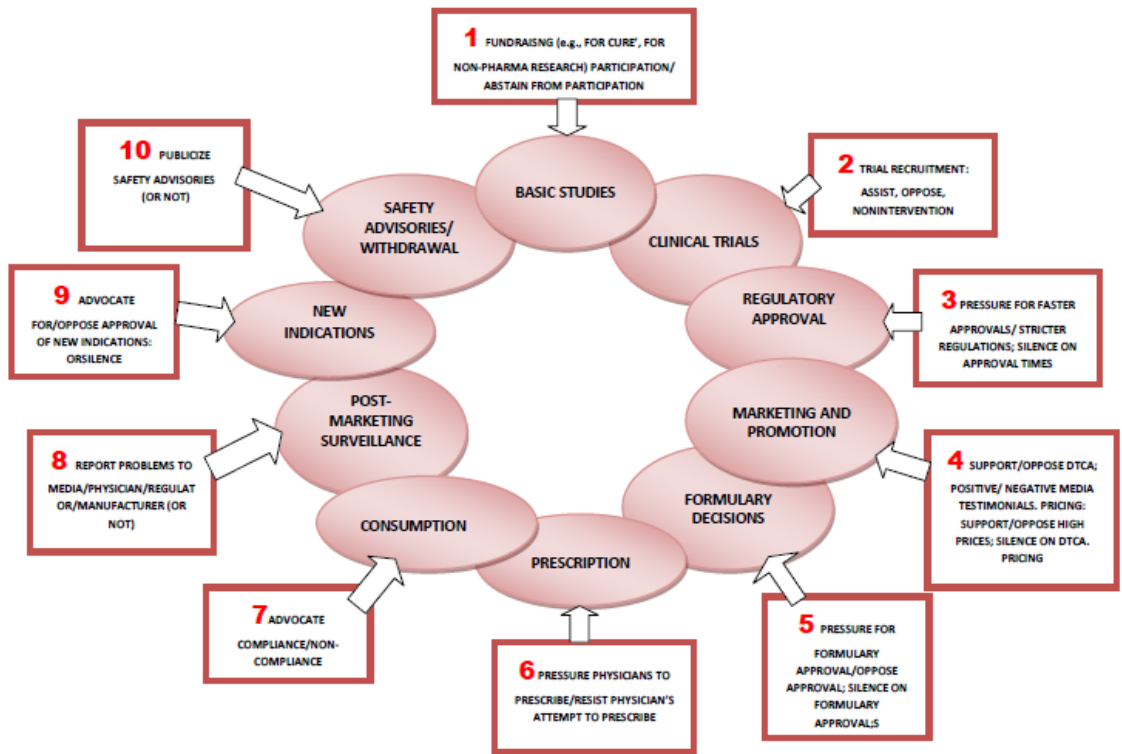 1 FUNDRAISNG (e.g., FOR CURE', FOR
NON-PHARMA RESEARCH) PARTICIPATION/
ABSTAIN FROM PARTICIPATION
BASIC STUDIES
2 TRIAL RECRUITMENT:
ASSIST, OPPOSE,
NONINTERVENTION
CLINICAL TRIALS
3 PRESSURE FOR FASTER
APPROVALS/ STRICTER
REGULATIONS; SILENCE ON
APPROVAL TIMES
REGULATORY
APPROVAL
4 SUPPORT/OPPOSE DTCA;
POSITIVE/ NEGATIVE MEDIA
TESTIMONIALS. PRICING:
SUPPORT/OPPOSE HIGH
PRICES; SILENCE ON DTCA.
PRICING
MARKETING AND
PROMOTION
5 PRESSURE FOR
FORMULARY
APPROVAL/OPPOSE
APPROVAL; SILENCE ON
FORMULARY
APPROVAL;S
FORMULARY
DECISIONS
6 PRESSURE PHYSICIANS TO
PRESCRIBE/RESIST PHYSICIAN'S
ATTEMPT TO PRESCRIBE
PRESCRIPTION
7 ADVOCATE
COMPLIANCE/NON-
COMPLIANCE
CONSUMPTION
8 REPORT PROBLEMS TO
MEDIA/PHYSICIAN/REGULAT
OR/MANUFACTURER (OR
NOT)
POST-
MARKETING
SURVEILLANCE
9 ADVOCATE
FOR/OPPOSE APPROVAL
OF NEW INDICATIONS:
ORSILENCE
NEW
INDICATIONS
10 PUBLICIZE
SAFETY ADVISORIES
(OR NOT)
SAFETY
ADVISORIES/
WITHDRAWAL